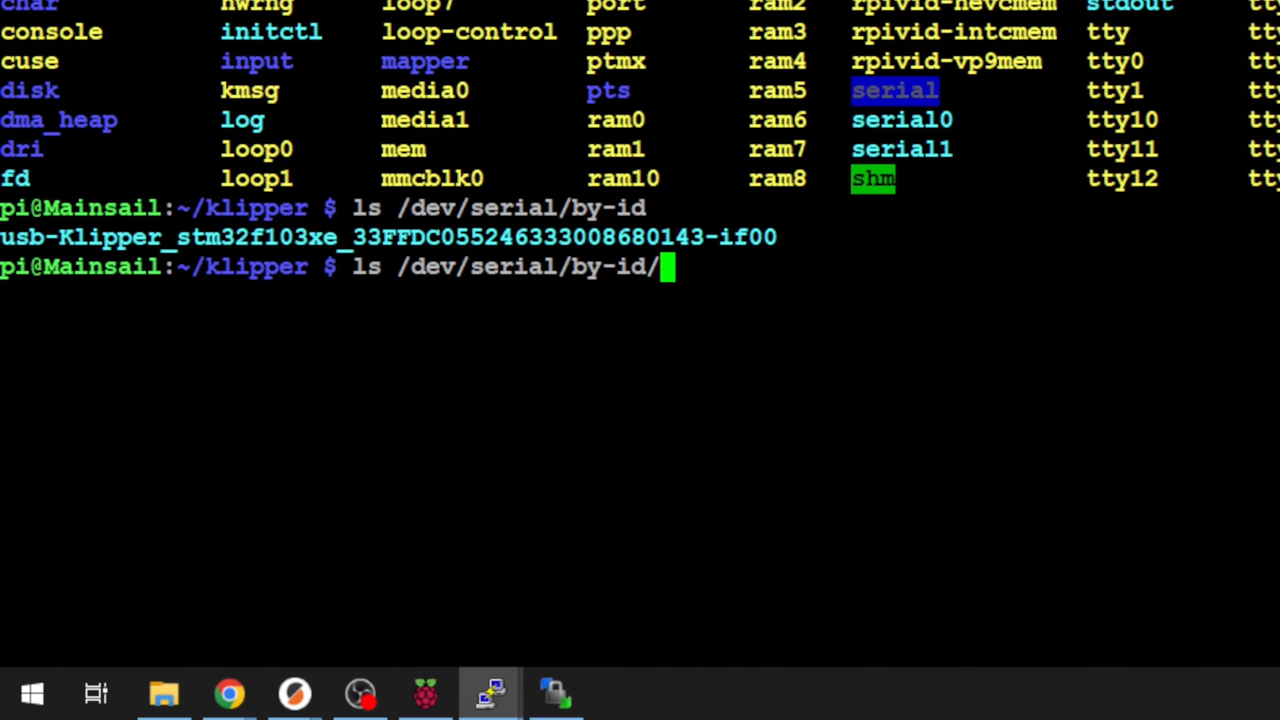 char hwrng loop7 port ram2 rpivid-hevcmem stdout
console initctl loop-control ppp ram3 rpivid-intcmem tty
cuse input mapper ptmx ram4 rpivid-vp9mem tty0
disk kmsg media0 pts ram5 serial tty1
dma_heap log media1 ram0 ram6 serial0 tty10
dri loop0 mem ram1 ram7 serial1 tty11
fd loop1 mmcblk0 ram10 ram8 shm tty12
pi@Mainsail:~/klipper $ ls /dev/serial/by-id
usb-Klipper_stm32f103xe_33FFDC055246333008680143-if00
pi@Mainsail:~/klipper $ ls /dev/serial/by-id/